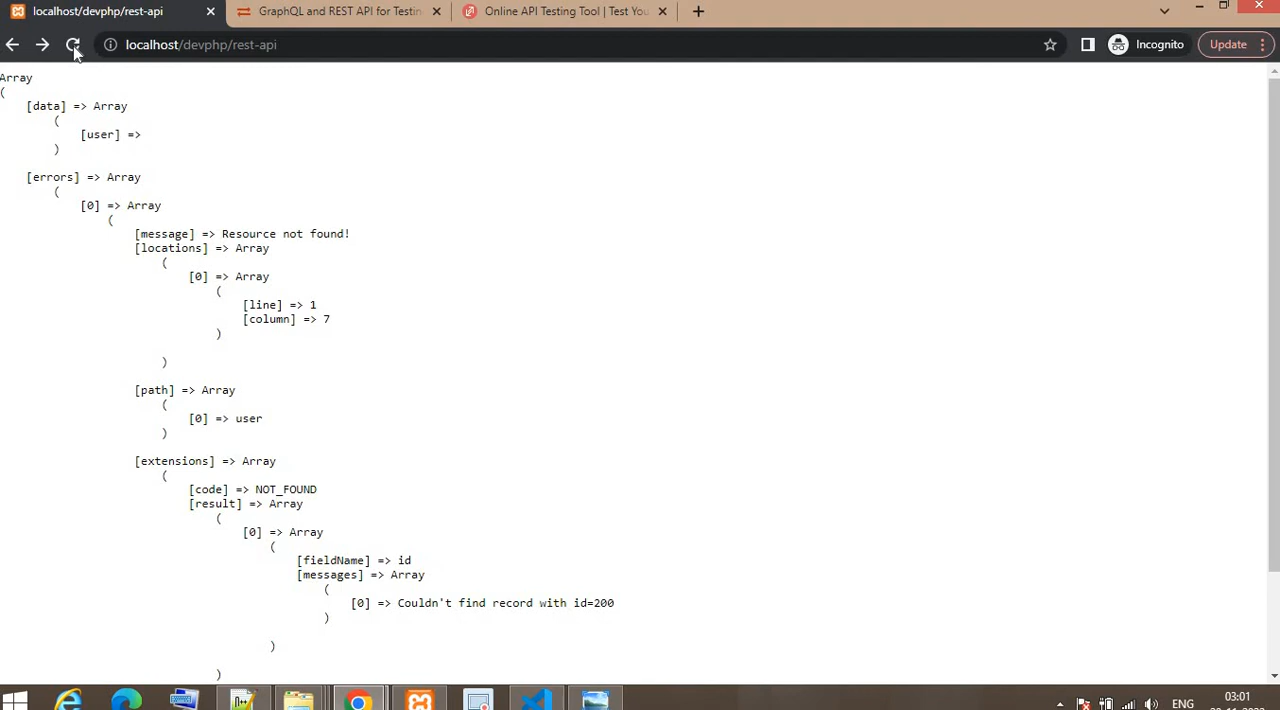 localhost/devphp/rest-api
GraphQL and REST API for Testin
Online API Testing Tool | Test You
localhost/devphp/rest-api
Incognito
Update
Array
(
[data] => Array
(
[user] =>
)
[errors] => Array
(
[0] => Array
(
[message] => Resource not found!
[locations] => Array
(
[0] => Array
(
[line] => 1
[column] => 7
)
)
[path] => Array
(
[0] => user
)
[extensions] => Array
(
[code] => NOT_FOUND
[result] => Array
(
[0] => Array
(
[fieldName] => id
[messages] => Array
(
[0] => Couldn't find record with id=200
)
)
)
ENG
03:01